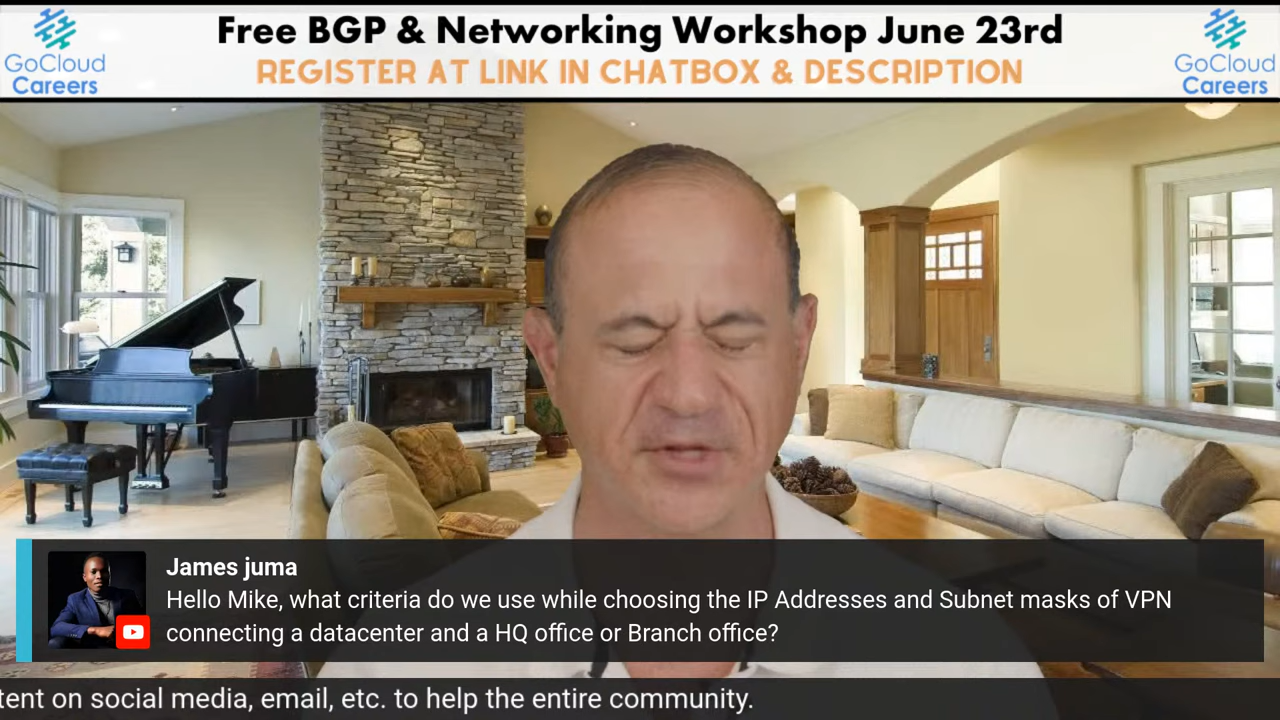 Free BGP & Networking Workshop June 23rd
REGISTER AT LINK IN CHATBOX & DESCRIPTION
GoCloud
Careers
GoCloud
Careers
James juma
Hello Mike, what criteria do we use while choosing the IP Addresses and Subnet masks of VPN
connecting a datacenter and a HQ office or Branch office?
tent on social media, email, etc. to help the entire community.